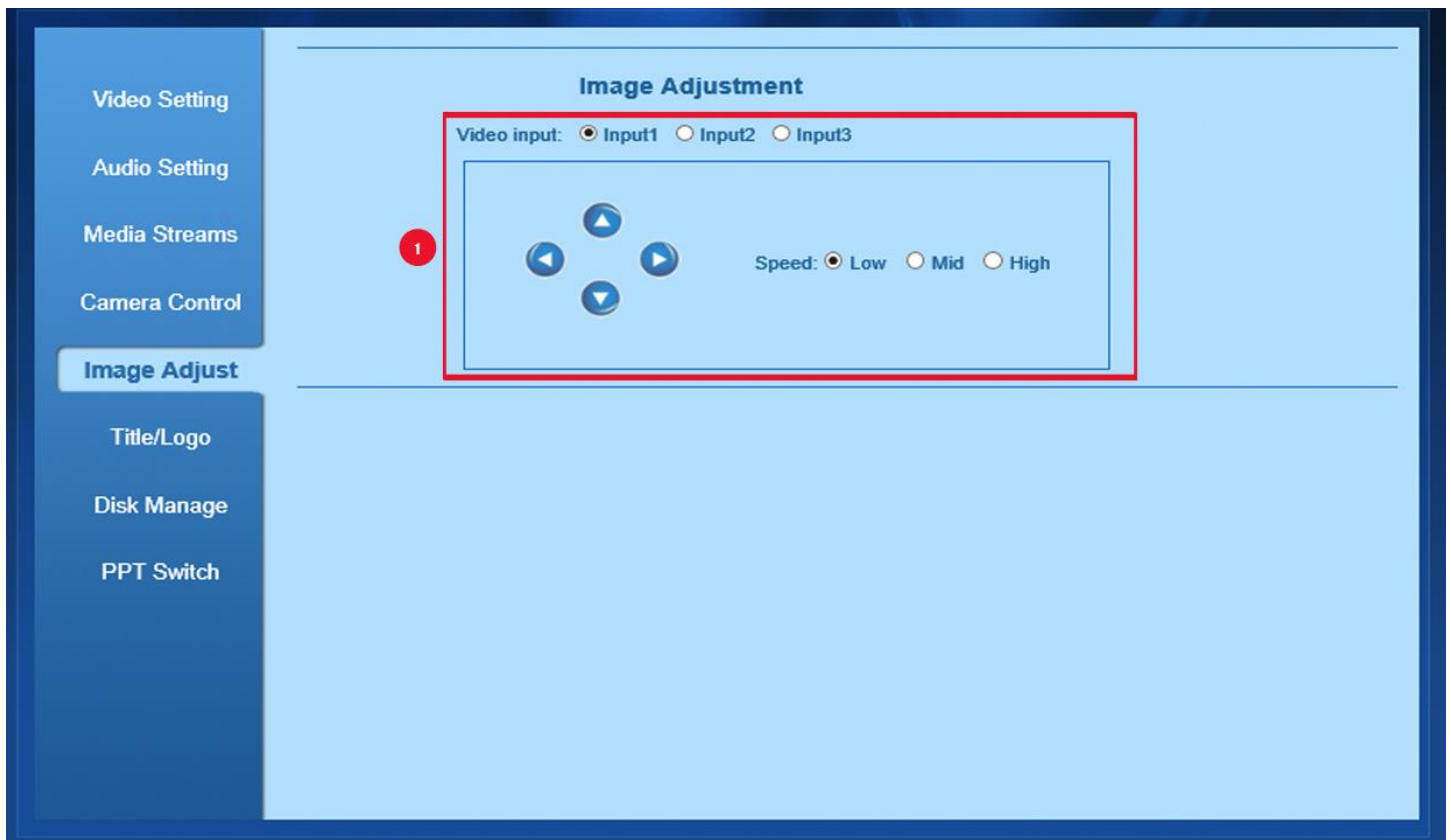 Video Setting
Audio Setting
Media Streams
Camera Control
Image Adjust
Title/Logo
Disk Manage
PPT Switch
Image Adjustment
Video input: Input1 Input2 Input3
1
Speed: Low Mid High